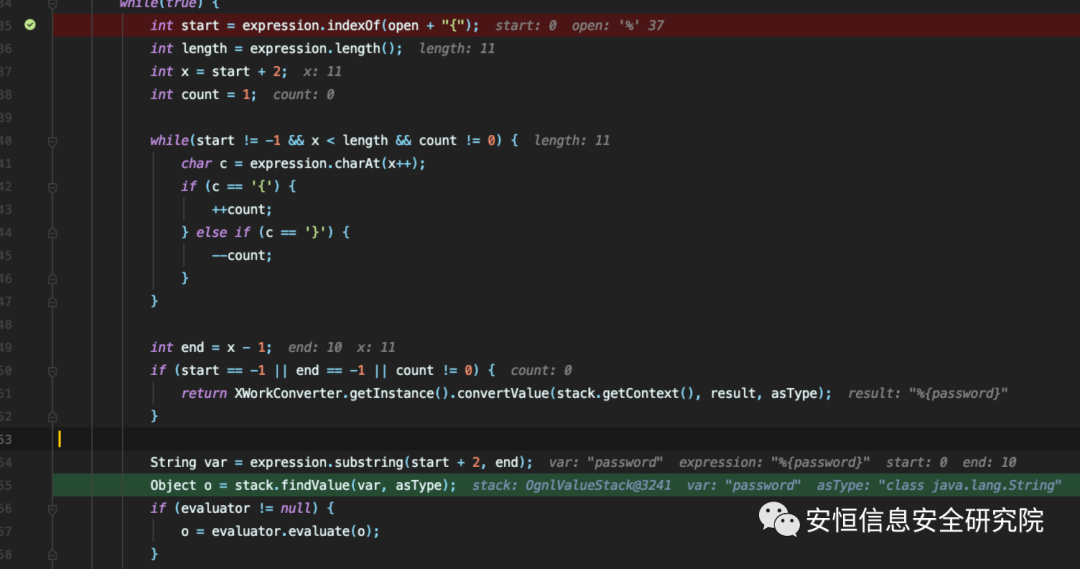 34 while(true) {
35 int start = expression.indexOf(open + "{"); start: 0 open: '%' 37
36 int length = expression.length(); length: 11
37 int x = start + 2; x: 11
38 int count = 1; count: 0
39
40 while(start != -1 && x < length && count != 0) { length: 11
41 char c = expression.charAt(x++);
42 if (c == '{') {
43 ++count;
44 } else if (c == '}') {
45 --count;
46 }
47 }
48
49 int end = x - 1; end: 10 x: 11
50 if (start == -1 || end == -1 || count != 0) { count: 0
51 return XWorkConverter.getInstance().convertValue(stack.getContext(), result, asType); result: "%{password}"
52 }
53
54 String var = expression.substring(start + 2, end); var: "password" expression: "%{password}" start: 0 end: 10
55 Object o = stack.findValue(var, asType); stack: OgnlValueStack@3241 var: "password" asType: "class java.lang.String"
56 if (evaluator != null) {
57 o = evaluator.evaluate(o);
58 }
安恒信息安全研究院